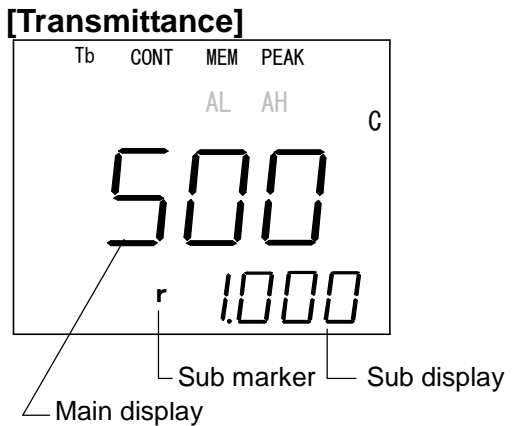 [Transmittance]
Tb CONT MEM PEAK
AL AH
C
500
r 1.000
Sub marker Sub display
Main display